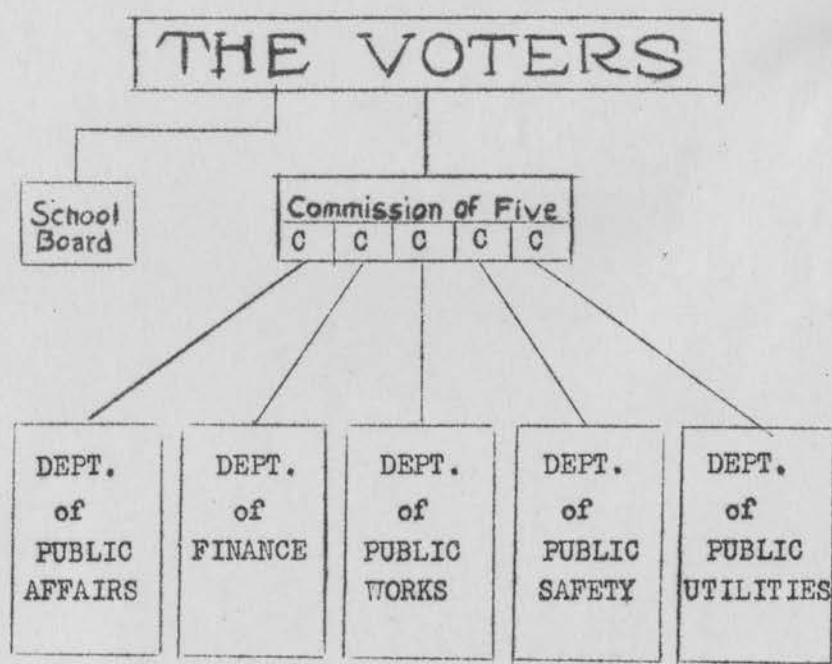 THE VOTERS
School
Board
Commission of Five
C C C C C
DEPT.
of
PUBLIC
AFFAIRS
DEPT.
of
FINANCE
DEPT.
of
PUBLIC
WORKS
DEPT.
of
PUBLIC
SAFETY
DEPT.
of
PUBLIC
UTILITIES